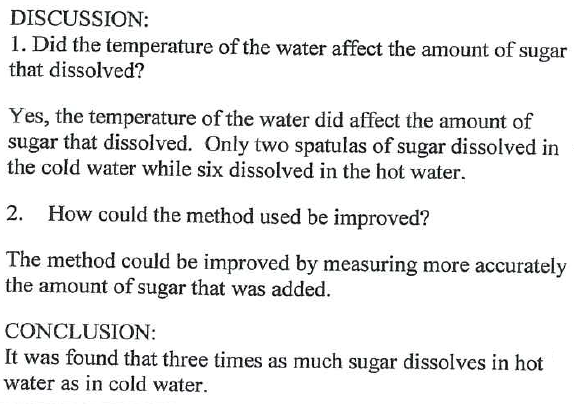 DISCUSSION:
1. Did the temperature of the water affect the amount of sugar
that dissolved?
Yes, the temperature of the water did affect the amount of
sugar that dissolved. Only two spatulas of sugar dissolved in
the cold water while six dissolved in the hot water.
2. How could the method used be improved?
The method could be improved by measuring more accurately
the amount of sugar that was added.
CONCLUSION:
It was found that three times as much sugar dissolves in hot
water as in cold water.